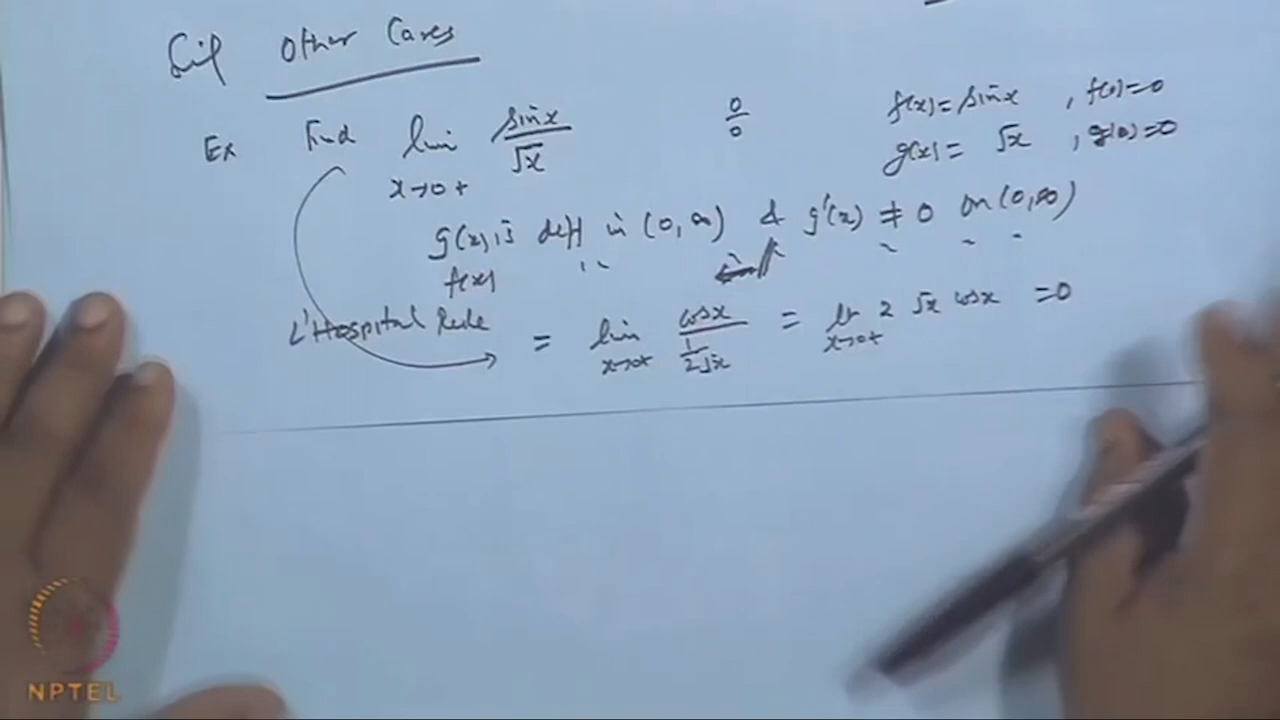 Other Cases
Ex Find lim x→0+ sin x / √x 0/0 f(x) = sin x , f(0)=0
g(x) = √x , g(0)=0
g(x) is diff in (0, ∞) & g'(x) ≠ 0 on (0,∞)
f(x) " 
L'Hospital Rule = lim x→0+ cos x / 1/2√x = lt x→0+ 2 √x cos x = 0
NPTEL